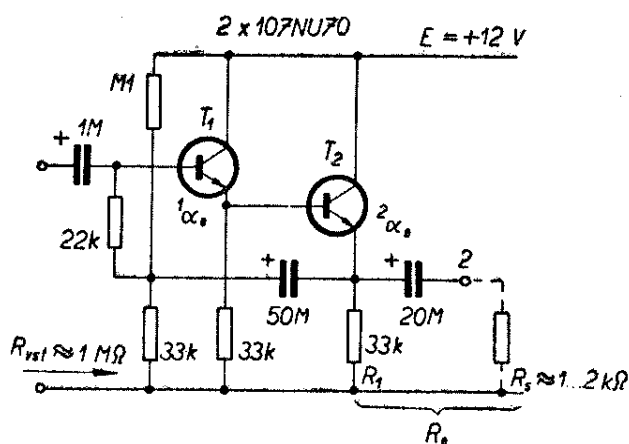 2 x 107NU70
E = +12 V
M1
+ 1M
T1
T2
¹αe
²αe
22k
+
50M
+
20M
2
Rvst ≈ 1 MΩ
33k
33k
33k
R1
Rs ≈ 1...2 kΩ
Re